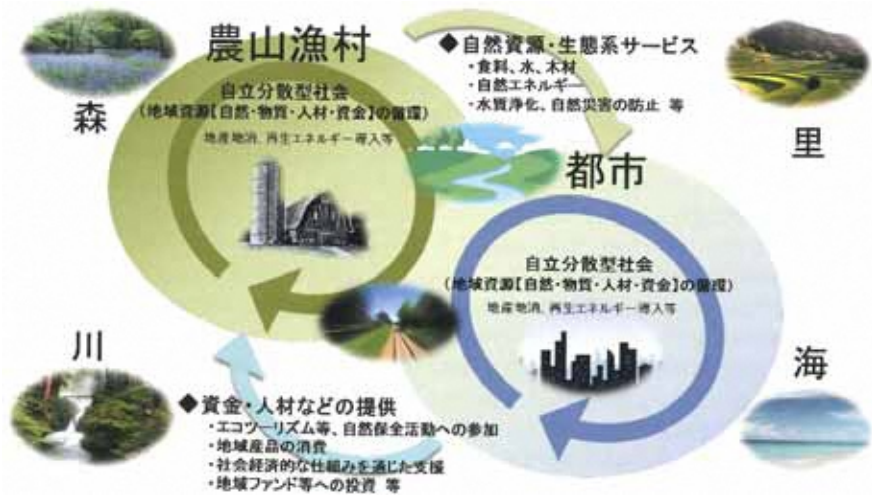 農山漁村
森
自立分散型社会
(地域資源【自然・物質・人材・資金】の循環)
地産地消、再生エネルギー導入等
◆自然資源・生態系サービス
・食料、水、木材
・自然エネルギー
・水質浄化、自然災害の防止 等
里
都市
自立分散型社会
(地域資源【自然・物質・人材・資金】の循環)
地産地消、再生エネルギー導入等
川
海
◆資金・人材などの提供
・エコツーリズム等、自然保全活動への参加
・地域産品の消費
・社会経済的な仕組みを通じた支援
・地域ファンド等への投資 等